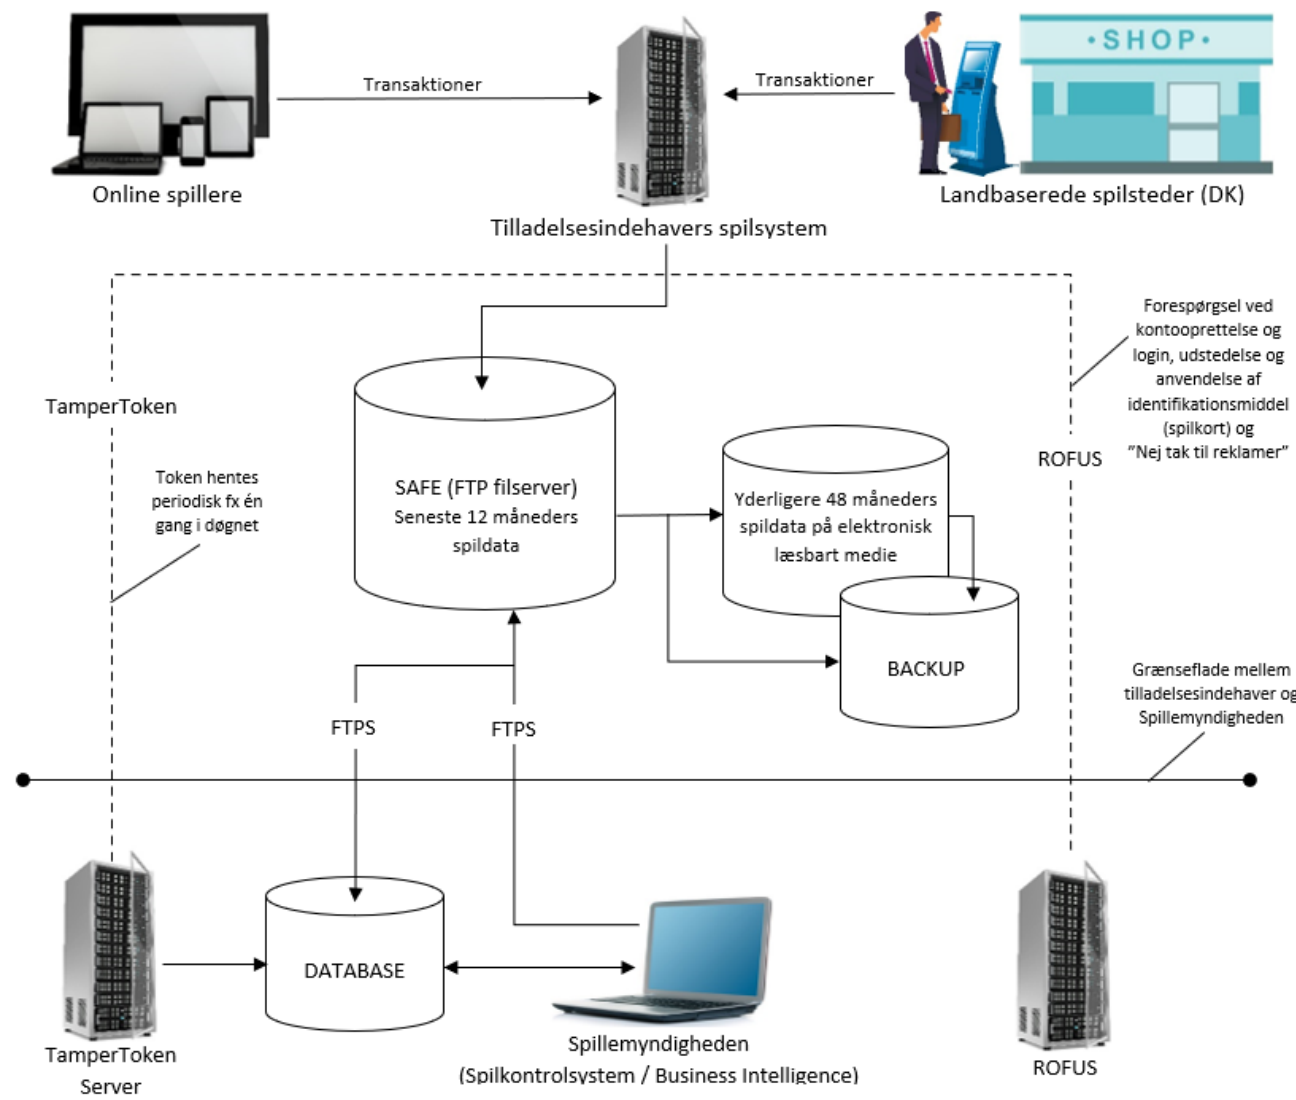 ·SHOP·
Transaktioner
Transaktioner
Online spillere
Landbaserede spilsteder (DK)
Tilladelsesindehavers spilsystem
Forespørgsel ved
kontooprettelse og
login, udstedelse og
anvendelse af
identifikationsmiddel
(spilkort) og
”Nej tak til reklamer”
TamperToken
ROFUS
Token hentes
periodisk fx én
gang i døgnet
SAFE (FTP filserver)
Seneste 12 måneders
spildata
Yderligere 48 måneders
spildata på elektronisk
læsbart medie
BACKUP
Grænseflade mellem
tilladelsesindehaver og
Spillemyndigheden
FTPS
FTPS
DATABASE
TamperToken
Server
Spillemyndigheden
(Spilkontrolsystem / Business Intelligence)
ROFUS